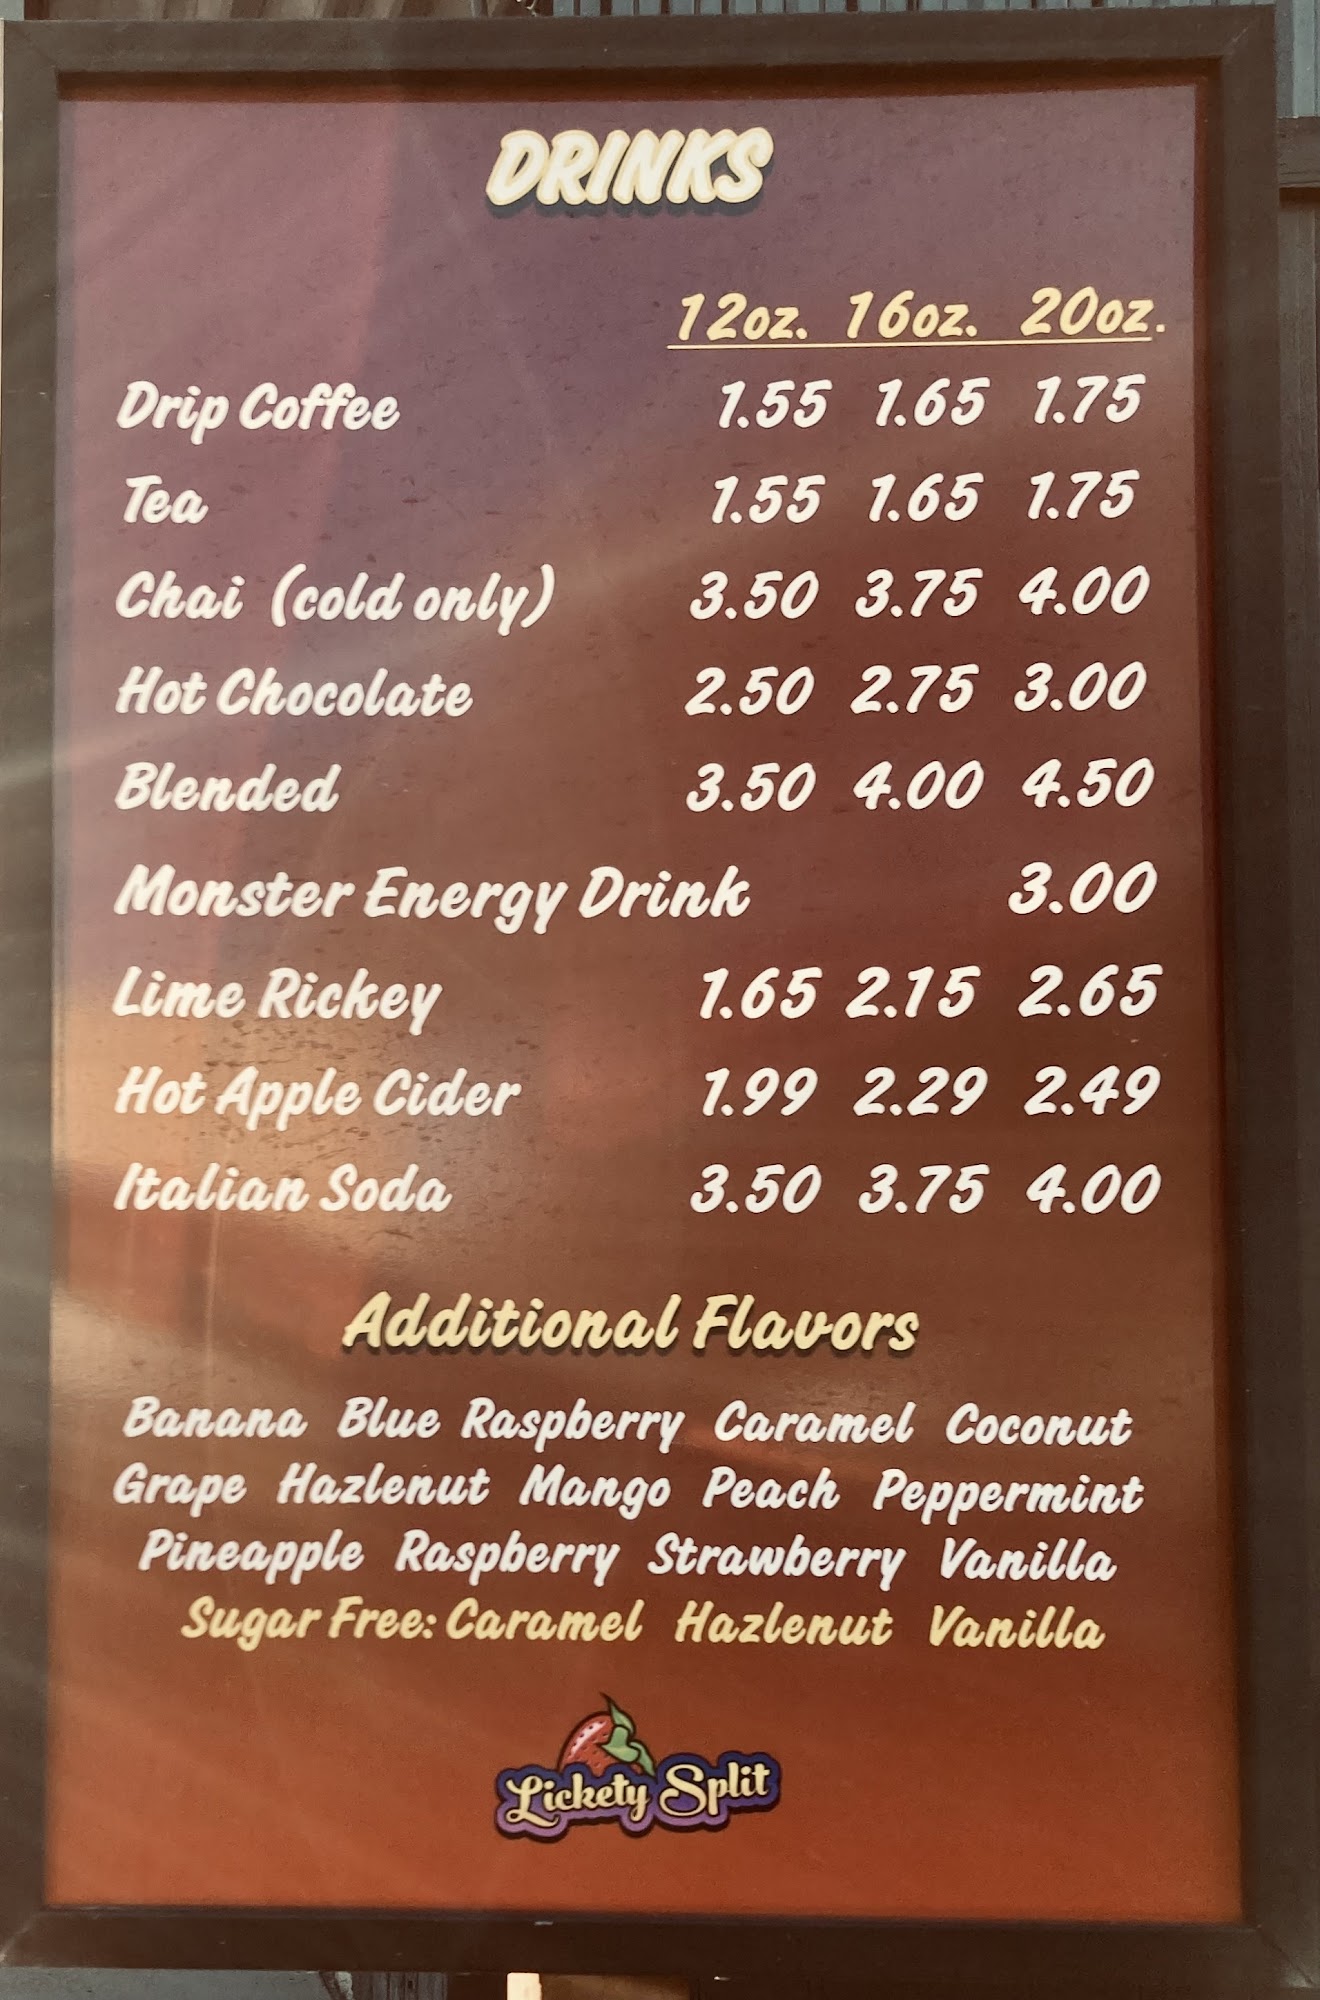 DRINKS
12oz. 16oz. 20oz.
Drip Coffee 1.55 1.65 1.75
Tea 1.55 1.65 1.75
Chai (cold only) 3.50 3.75 4.00
Hot Chocolate 2.50 2.75 3.00
Blended 3.50 4.00 4.50
Monster Energy Drink 3.00
Lime Rickey 1.65 2.15 2.65
Hot Apple Cider 1.99 2.29 2.49
Italian Soda 3.50 3.75 4.00
Additional Flavors
Banana Blue Raspberry Caramel Coconut
Grape Hazlenut Mango Peach Peppermint
Pineapple Raspberry Strawberry Vanilla
Sugar Free: Caramel Hazlenut Vanilla
Lickety Split